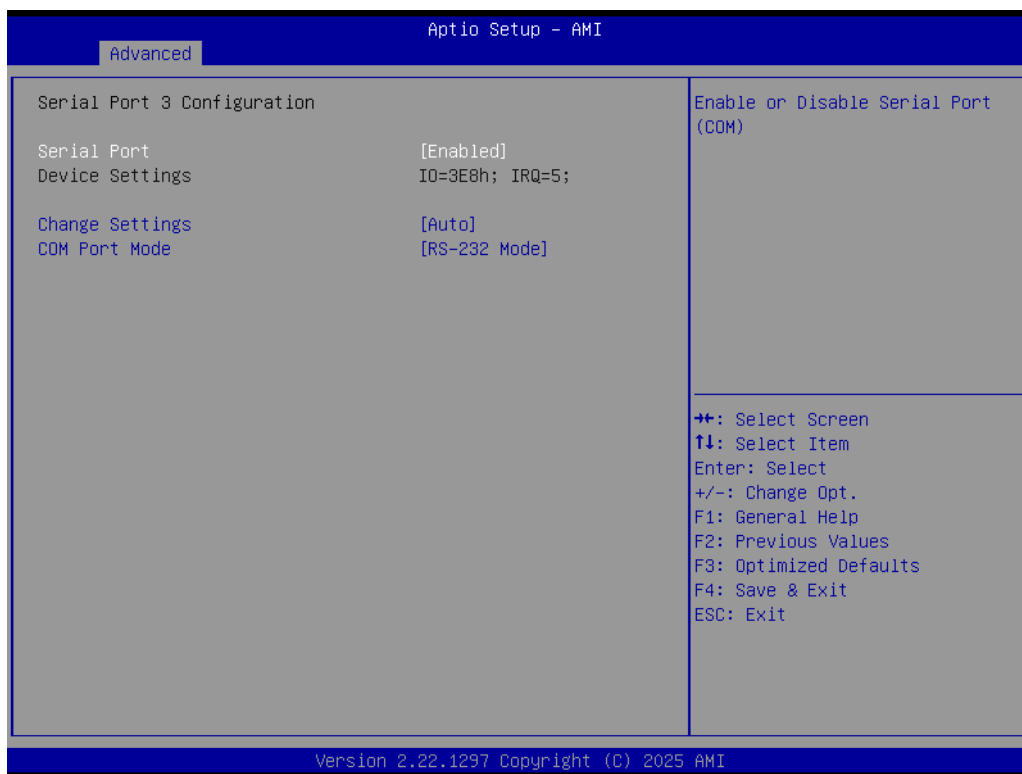 Aptio Setup – AMI
Advanced
Serial Port 3 Configuration
Serial Port [Enabled]
Device Settings IO=3E8h; IRQ=5;
Change Settings [Auto]
COM Port Mode [RS-232 Mode]
Enable or Disable Serial Port
(COM)
→←: Select Screen
↑↓: Select Item
Enter: Select
+/-: Change Opt.
F1: General Help
F2: Previous Values
F3: Optimized Defaults
F4: Save & Exit
ESC: Exit
Version 2.22.1297 Copyright (C) 2025 AMI